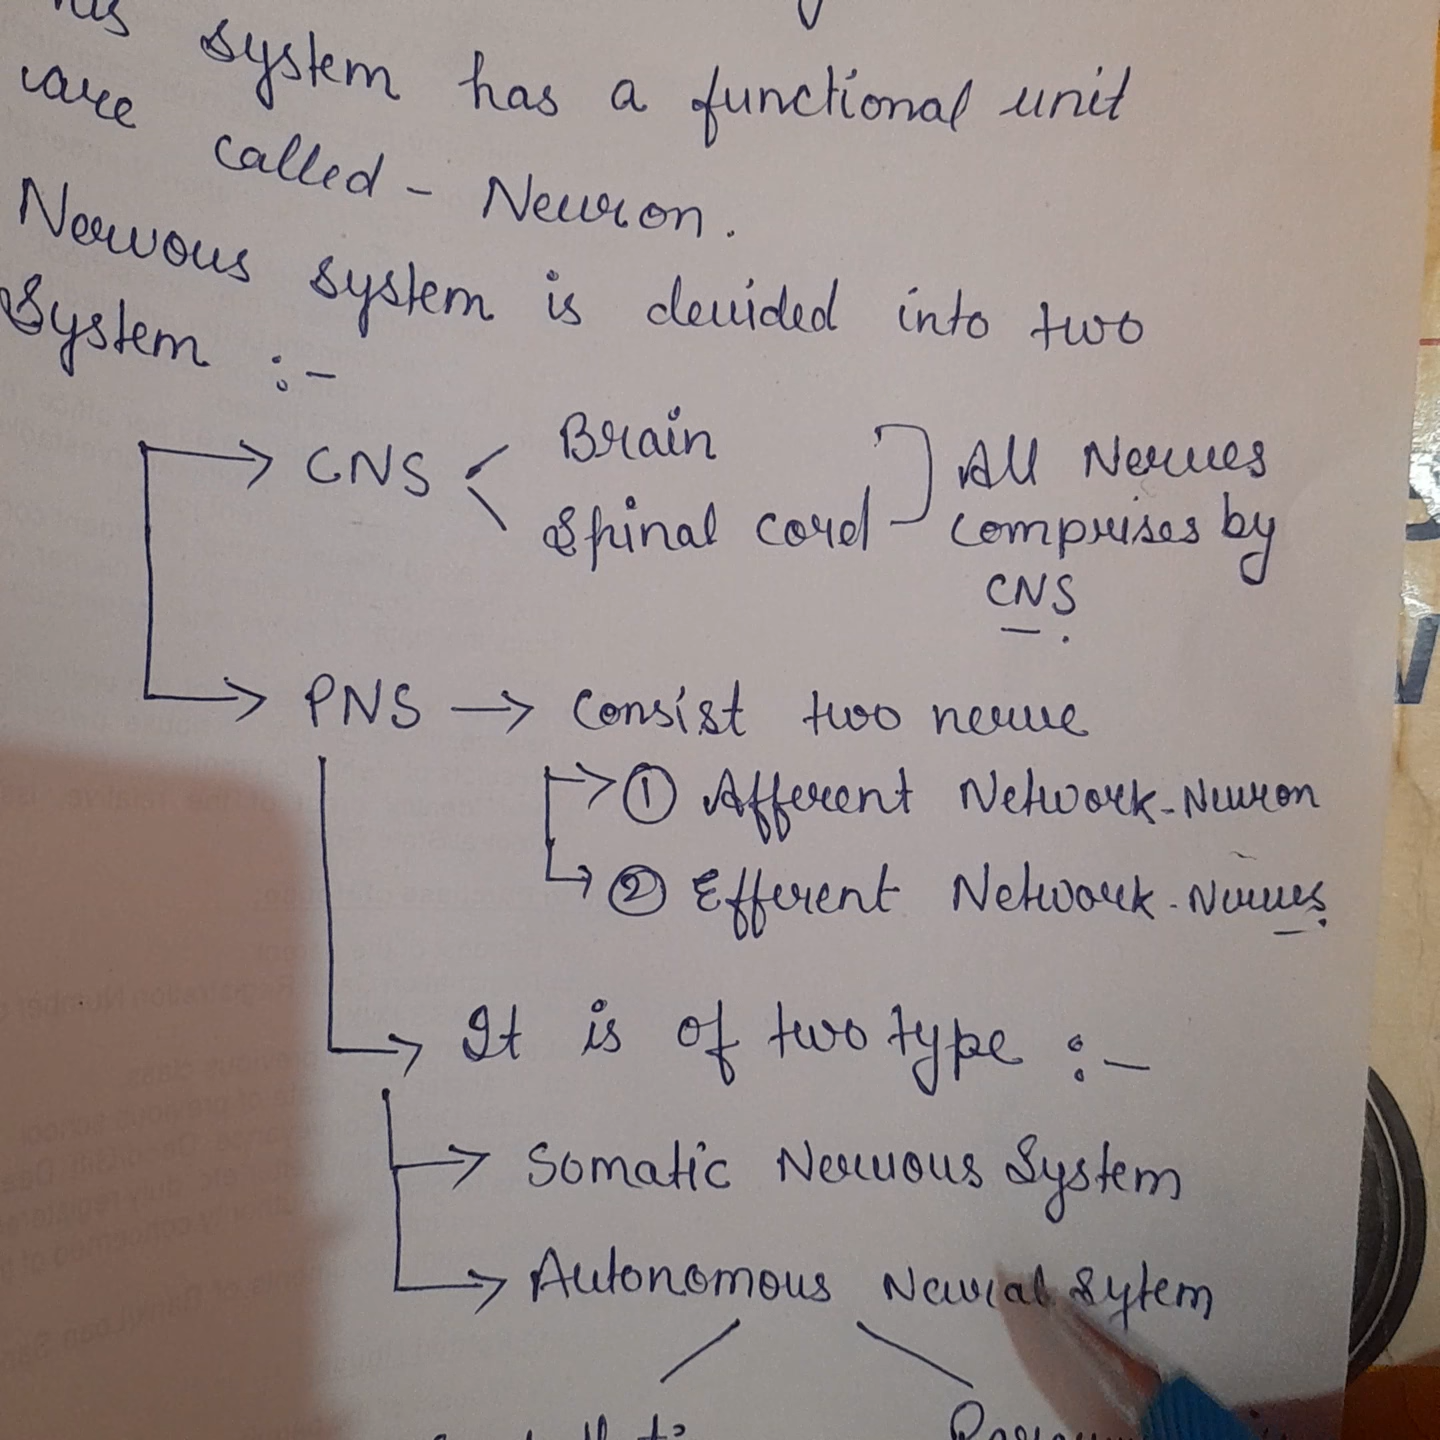 system has a functional unit
are called - Neuron.
Nervous system is devided into two
System :-
CNS < Brain
Spinal cord
All Nerves
comprises by
CNS.
PNS → Consist two nerve
① Afferent Network-Neuron
② Efferent Network-Nerves.
It is of two type :-
Somatic Nervous System
Autonomous Neural Sytem